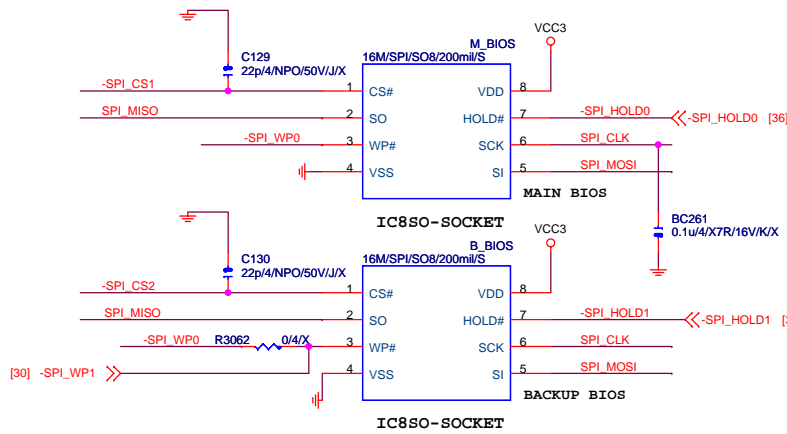 VCC3
M_BIOS
C129
22p/4/NPO/50V/J/X
16M/SPI/SO8/200mil/S
-SPI_CS1 1 CS# VDD 8
SPI_MISO 2 SO HOLD# 7 -SPI_HOLD0 -SPI_HOLD0 [36]
-SPI_WP0 3 WP# SCK 6 SPI_CLK
4 VSS SI 5 SPI_MOSI
MAIN BIOS
IC8SO-SOCKET
BC261
0.1u/4/X7R/16V/K/X
VCC3
B_BIOS
C130
22p/4/NPO/50V/J/X
16M/SPI/SO8/200mil/S
-SPI_CS2 1 CS# VDD 8
SPI_MISO 2 SO HOLD# 7 -SPI_HOLD1 -SPI_HOLD1
-SPI_WP0 R3062 0/4/X 3 WP# SCK 6 SPI_CLK
[30] -SPI_WP1 4 VSS SI 5 SPI_MOSI
BACKUP BIOS
IC8SO-SOCKET